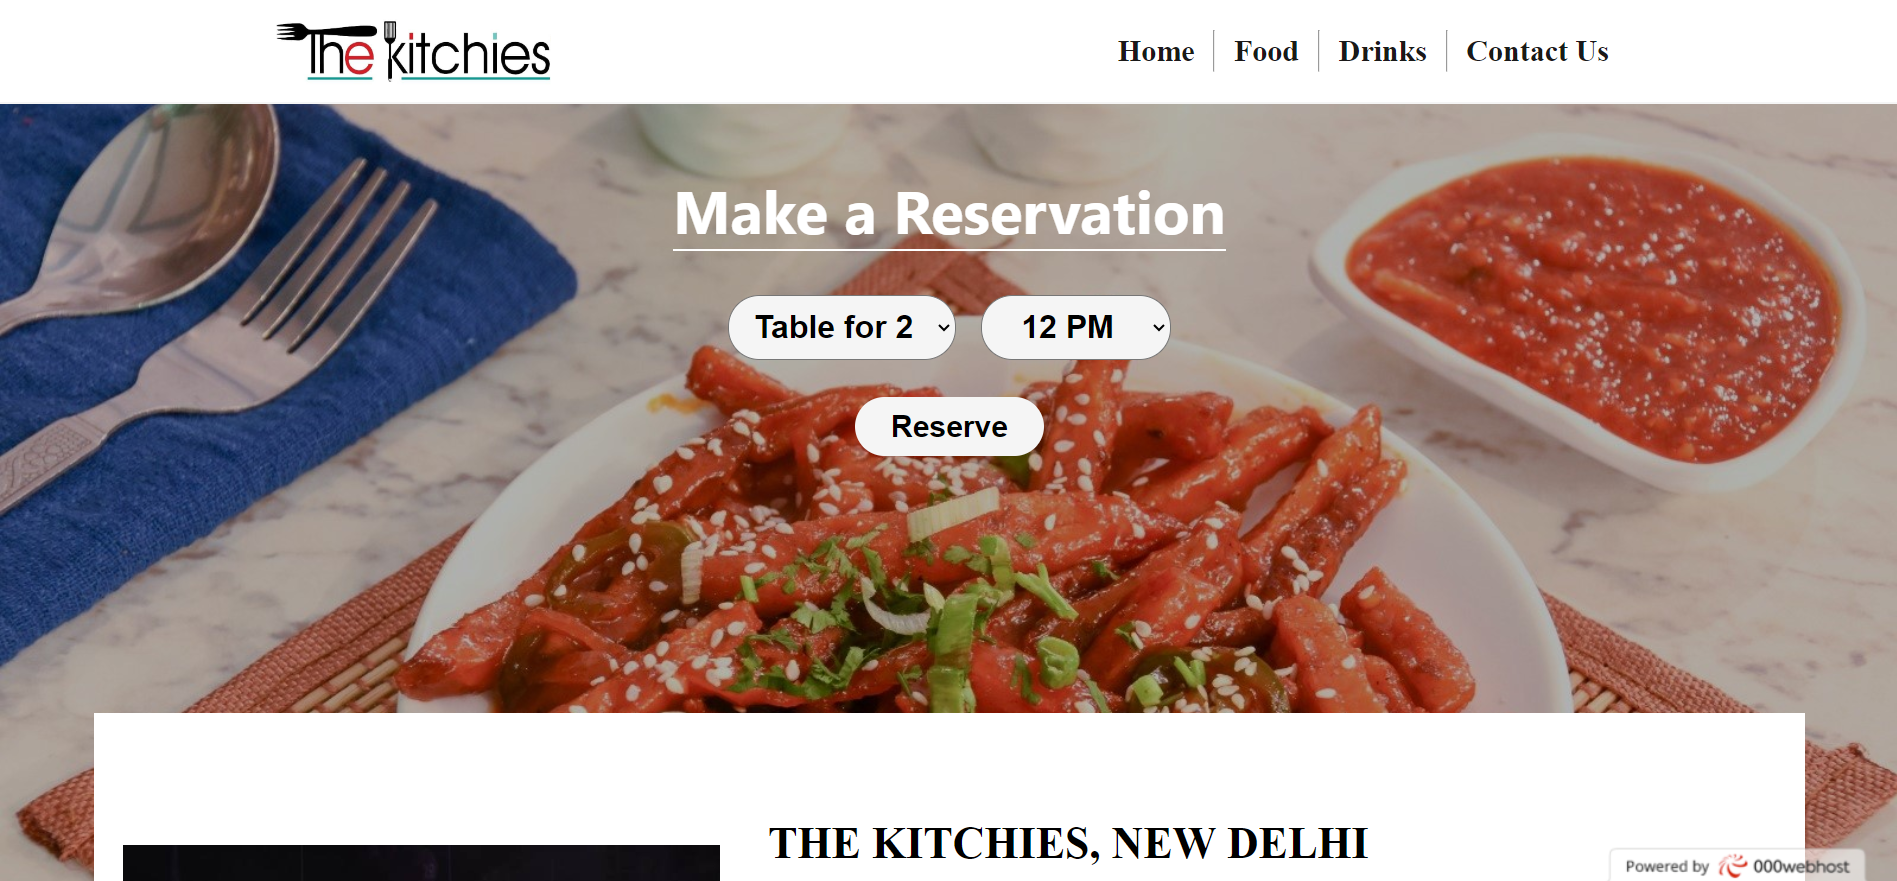 The kitchies
Home
Food
Drinks
Contact Us
Make a Reservation
Table for 2
12 PM
Reserve
THE KITCHIES, NEW DELHI
Powered by 000webhost